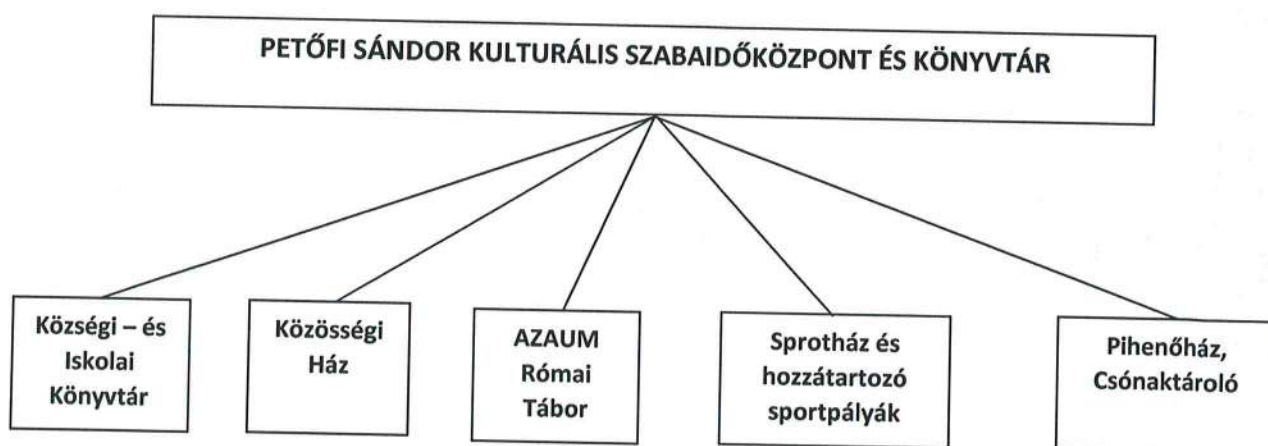 PETŐFI SÁNDOR KULTURÁLIS SZABAIDŐKÖZPONT ÉS KÖNYVTÁR
Községi – és
Iskolai
Könyvtár
Közösségi
Ház
AZAUM
Római
Tábor
Sprotház és
hozzátartozó
sportpályák
Pihenőház,
Csónaktároló